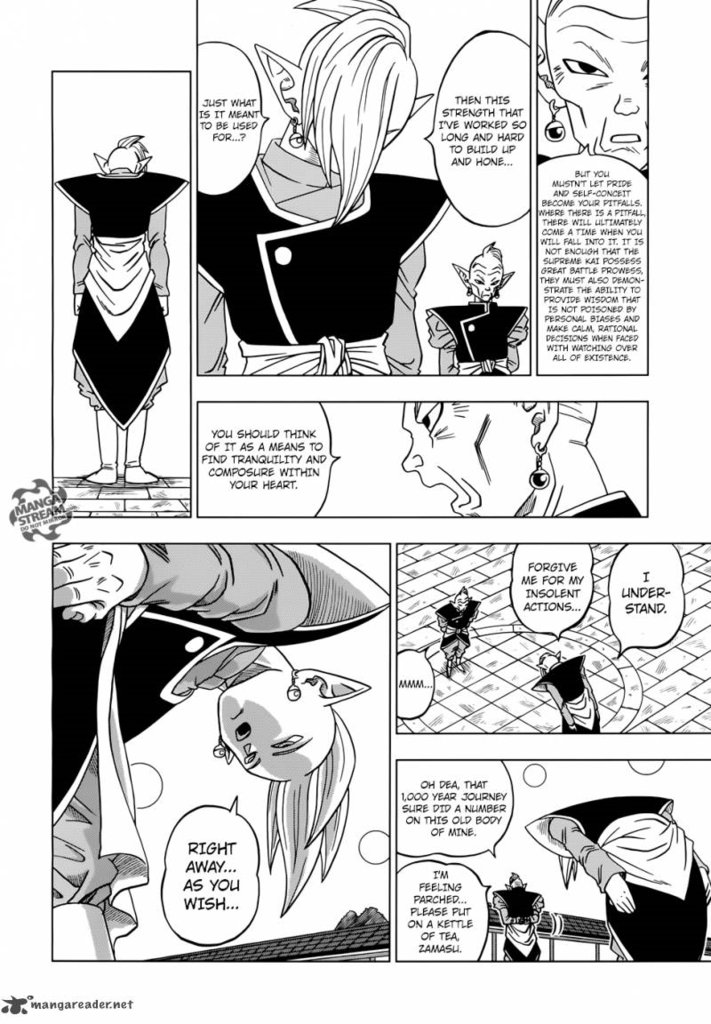 BUT YOU
MUSTN'T LET PRIDE
AND SELF-CONCEIT
BECOME YOUR PITFALLS.
WHERE THERE IS A PITFALL,
THERE WILL ULTIMATELY
COME A TIME WHEN YOU
WILL FALL INTO IT. IT IS
NOT ENOUGH THAT THE
SUPREME KAI POSSESS
GREAT BATTLE PROWESS,
THEY MUST ALSO DEMON-
STRATE THE ABILITY TO
PROVIDE WISDOM THAT
IS NOT POISONED BY
PERSONAL BIASES AND
MAKE CALM, RATIONAL
DECISIONS WHEN FACED
WITH WATCHING OVER
ALL OF EXISTENCE.
THEN THIS
STRENGTH THAT
I'VE WORKED SO
LONG AND HARD
TO BUILD UP
AND HONE...
JUST WHAT
IS IT MEANT
TO BE USED
FOR...?
YOU SHOULD THINK
OF IT AS A MEANS TO
FIND TRANQUILITY AND
COMPOSURE WITHIN
YOUR HEART.
MANGA
STREAM
DO NOT MIRROR
I
UNDER-
STAND.
FORGIVE
ME FOR MY
INSOLENT
ACTIONS...
MMM...
OH DEA, THAT
1,000 YEAR JOURNEY
SURE DID A NUMBER
ON THIS OLD BODY
OF MINE.
I'M
FEELING
PARCHED...
PLEASE PUT
ON A KETTLE
OF TEA,
ZAMASU.
RIGHT
AWAY...
AS YOU
WISH...
mangareader.net